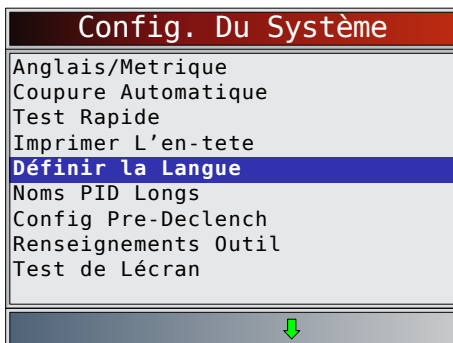 Config. Du Système
Anglais/Metrique
Coupure Automatique
Test Rapide
Imprimer L'en-tete
Définir la Langue
Noms PID Longs
Config Pre-Declench
Renseignements Outil
Test de Lécran